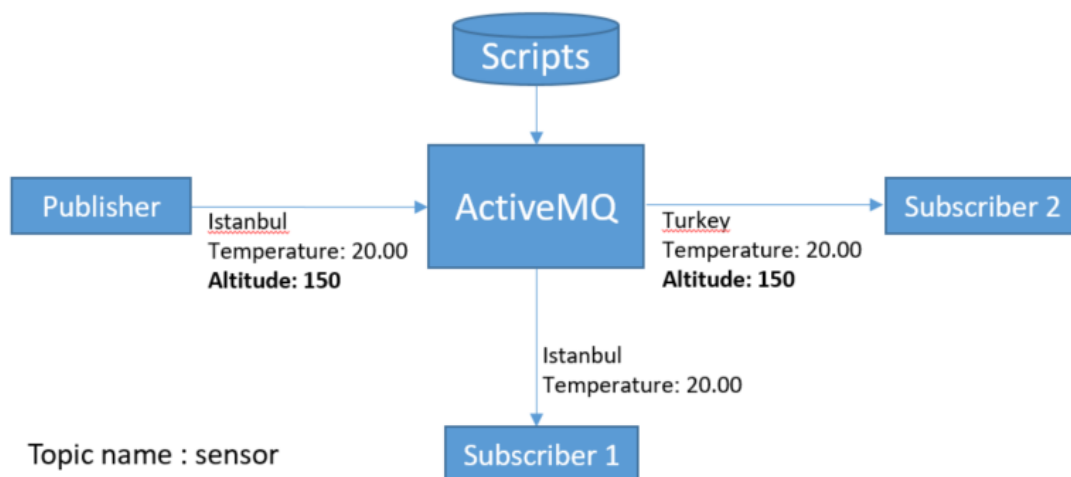 Scripts
Publisher
ActiveMQ
Subscriber 2
Istanbul
Temperature: 20.00
Altitude: 150
Turkey
Temperature: 20.00
Altitude: 150
Istanbul
Temperature: 20.00
Topic name : sensor
Subscriber 1